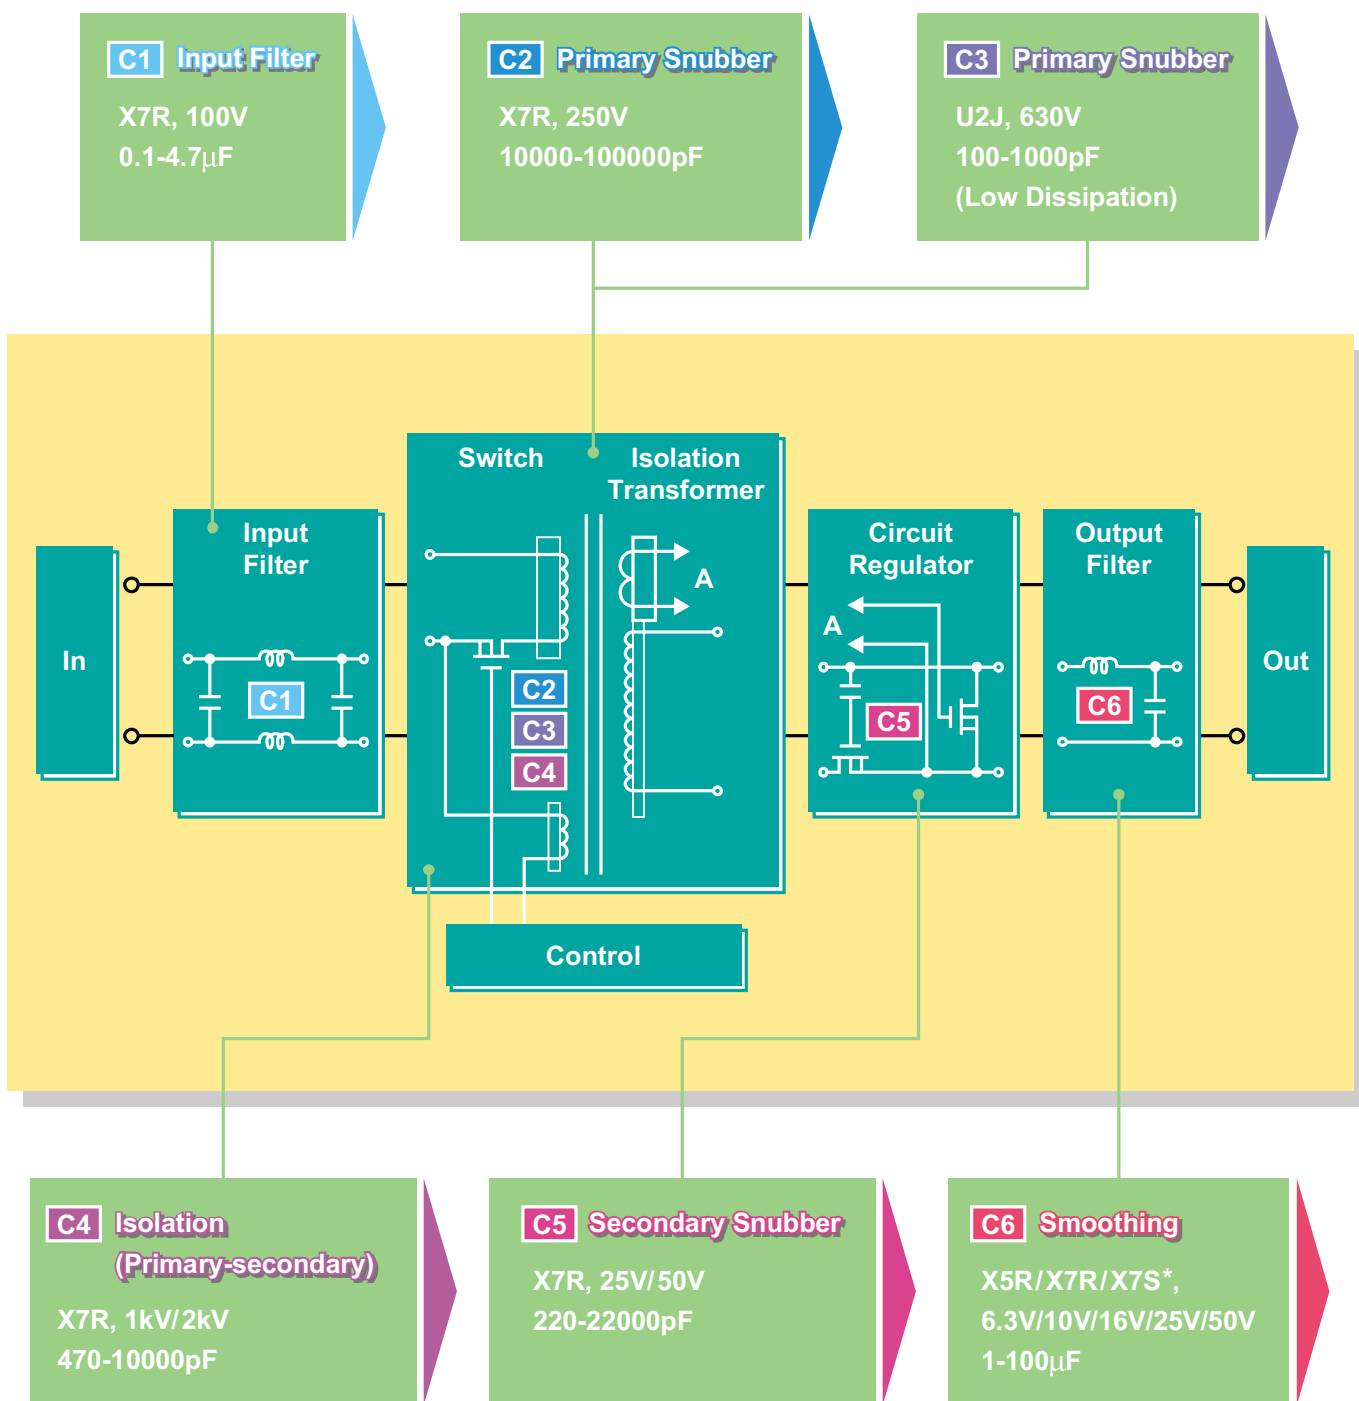 C1 Input Filter
X7R, 100V
0.1-4.7μF
C2 Primary Snubber
X7R, 250V
10000-100000pF
C3 Primary Snubber
U2J, 630V
100-1000pF
(Low Dissipation)
In
Input
Filter
C1
Switch
Isolation
Transformer
A
C2
C3
C4
Control
Circuit
Regulator
A
C5
Output
Filter
C6
Out
C4 Isolation
(Primary-secondary)
X7R, 1kV/2kV
470-10000pF
C5 Secondary Snubber
X7R, 25V/50V
220-22000pF
C6 Smoothing
X5R/X7R/X7S*,
6.3V/10V/16V/25V/50V
1-100μF